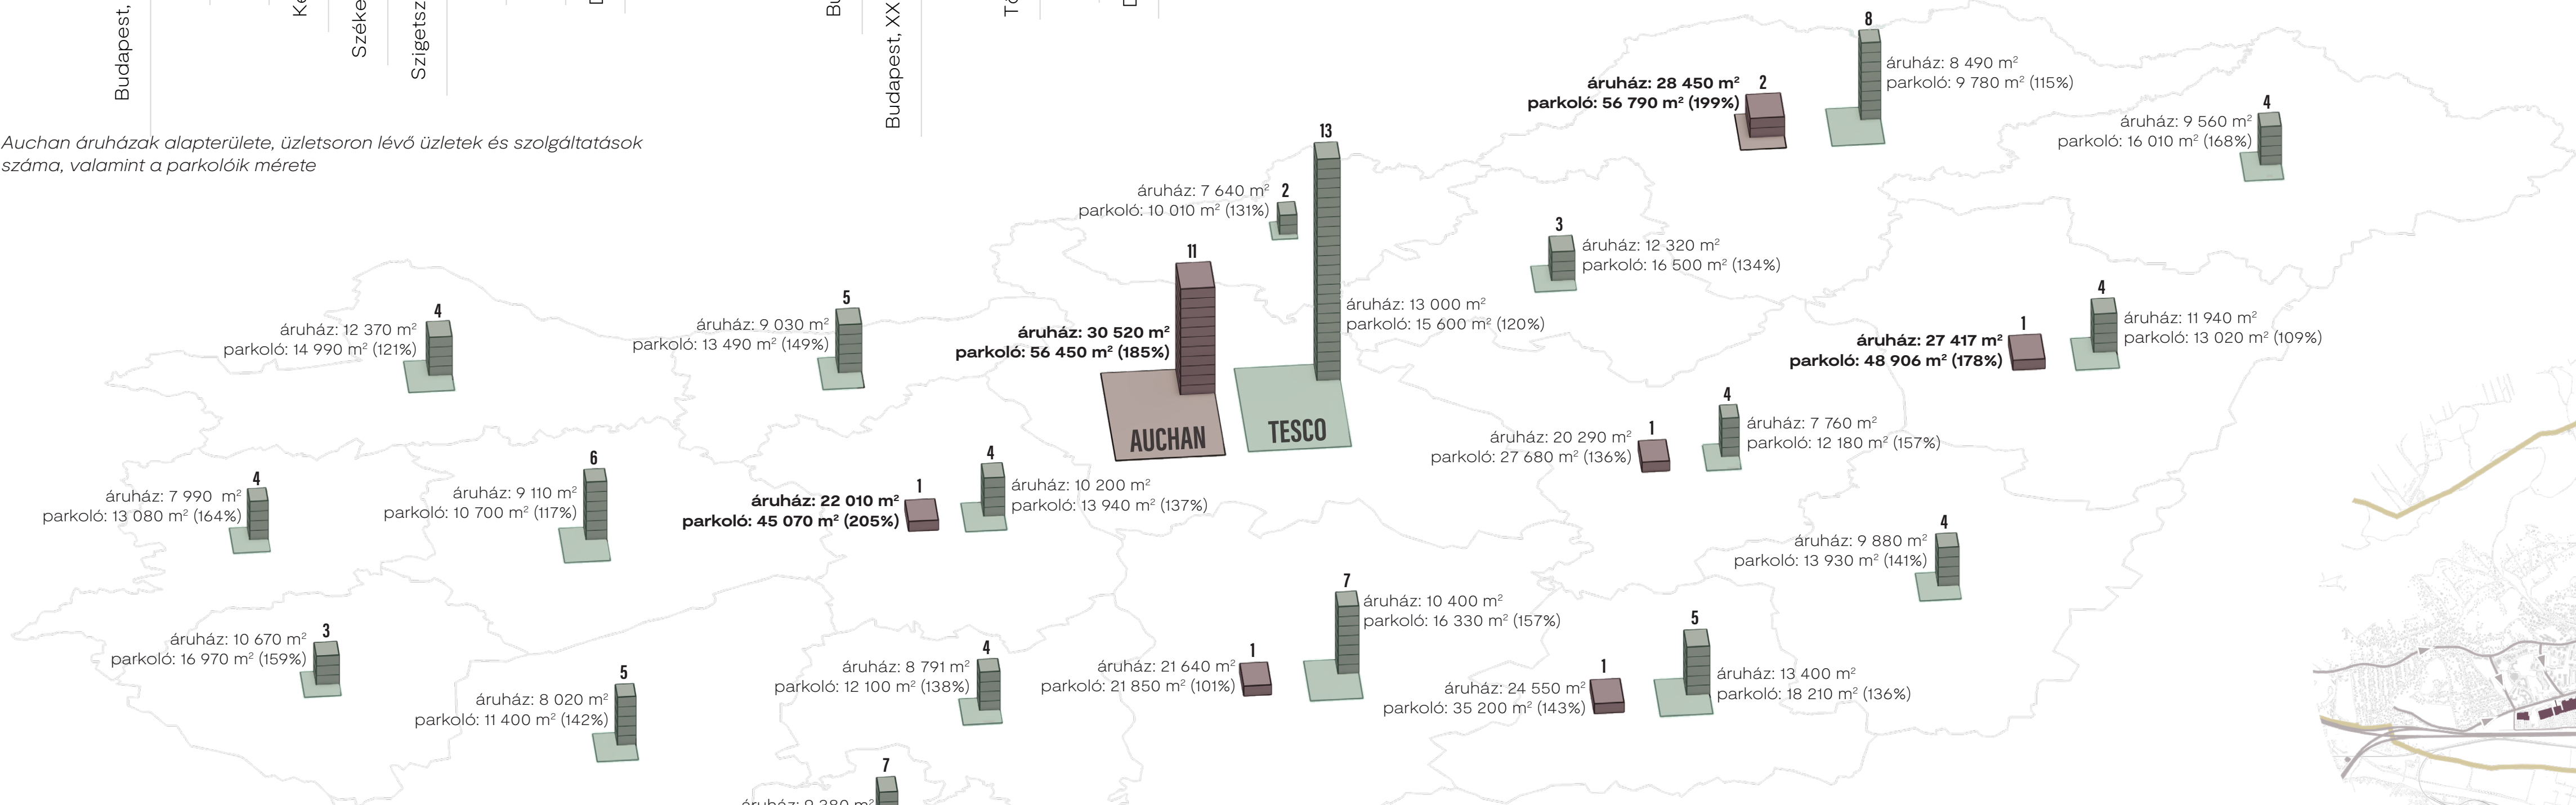 Budapest,
Széke
Szigetsz
Budapest, XX
Auchan áruházak alapterülete, üzletsoron lévő üzletek és szolgáltatások
száma, valamint a parkolóik mérete
8
áruház: 8 490 m²
parkoló: 9 780 m² (115%)
2
áruház: 28 450 m²
parkoló: 56 790 m² (199%)
4
áruház: 9 560 m²
parkoló: 16 010 m² (168%)
13
áruház: 13 000 m²
parkoló: 15 600 m² (120%)
TESCO
2
áruház: 7 640 m²
parkoló: 10 010 m² (131%)
3
áruház: 12 320 m²
parkoló: 16 500 m² (134%)
11
áruház: 30 520 m²
parkoló: 56 450 m² (185%)
AUCHAN
4
áruház: 12 370 m²
parkoló: 14 990 m² (121%)
5
áruház: 9 030 m²
parkoló: 13 490 m² (149%)
1
áruház: 27 417 m²
parkoló: 48 906 m² (178%)
4
áruház: 11 940 m²
parkoló: 13 020 m² (109%)
1
áruház: 20 290 m²
parkoló: 27 680 m² (136%)
4
áruház: 7 760 m²
parkoló: 12 180 m² (157%)
4
áruház: 7 990 m²
parkoló: 13 080 m² (164%)
6
áruház: 9 110 m²
parkoló: 10 700 m² (117%)
1
áruház: 22 010 m²
parkoló: 45 070 m² (205%)
4
áruház: 10 200 m²
parkoló: 13 940 m² (137%)
4
áruház: 9 880 m²
parkoló: 13 930 m² (141%)
3
áruház: 10 670 m²
parkoló: 16 970 m² (159%)
5
áruház: 8 020 m²
parkoló: 11 400 m² (142%)
4
áruház: 8 791 m²
parkoló: 12 100 m² (138%)
1
áruház: 21 640 m²
parkoló: 21 850 m² (101%)
7
áruház: 10 400 m²
parkoló: 16 330 m² (157%)
1
áruház: 24 550 m²
parkoló: 35 200 m² (143%)
5
áruház: 13 400 m²
parkoló: 18 210 m² (136%)
7